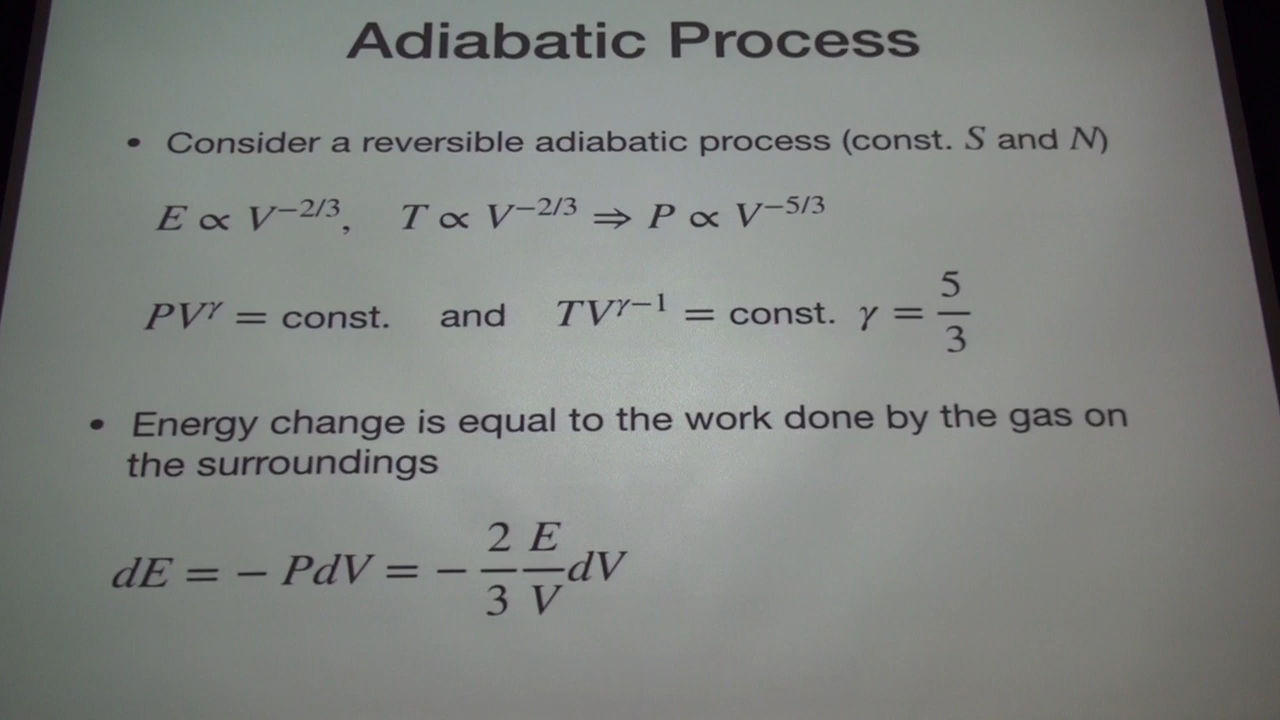 Adiabatic Process
• Consider a reversible adiabatic process (const. S and N)
E ∝ V^{−2/3}, T ∝ V^{−2/3} ⇒ P ∝ V^{−5/3}
PV^γ = const. and TV^{γ−1} = const. γ = 5/3
• Energy change is equal to the work done by the gas on
the surroundings
dE = − PdV = − 2/3 E/V dV